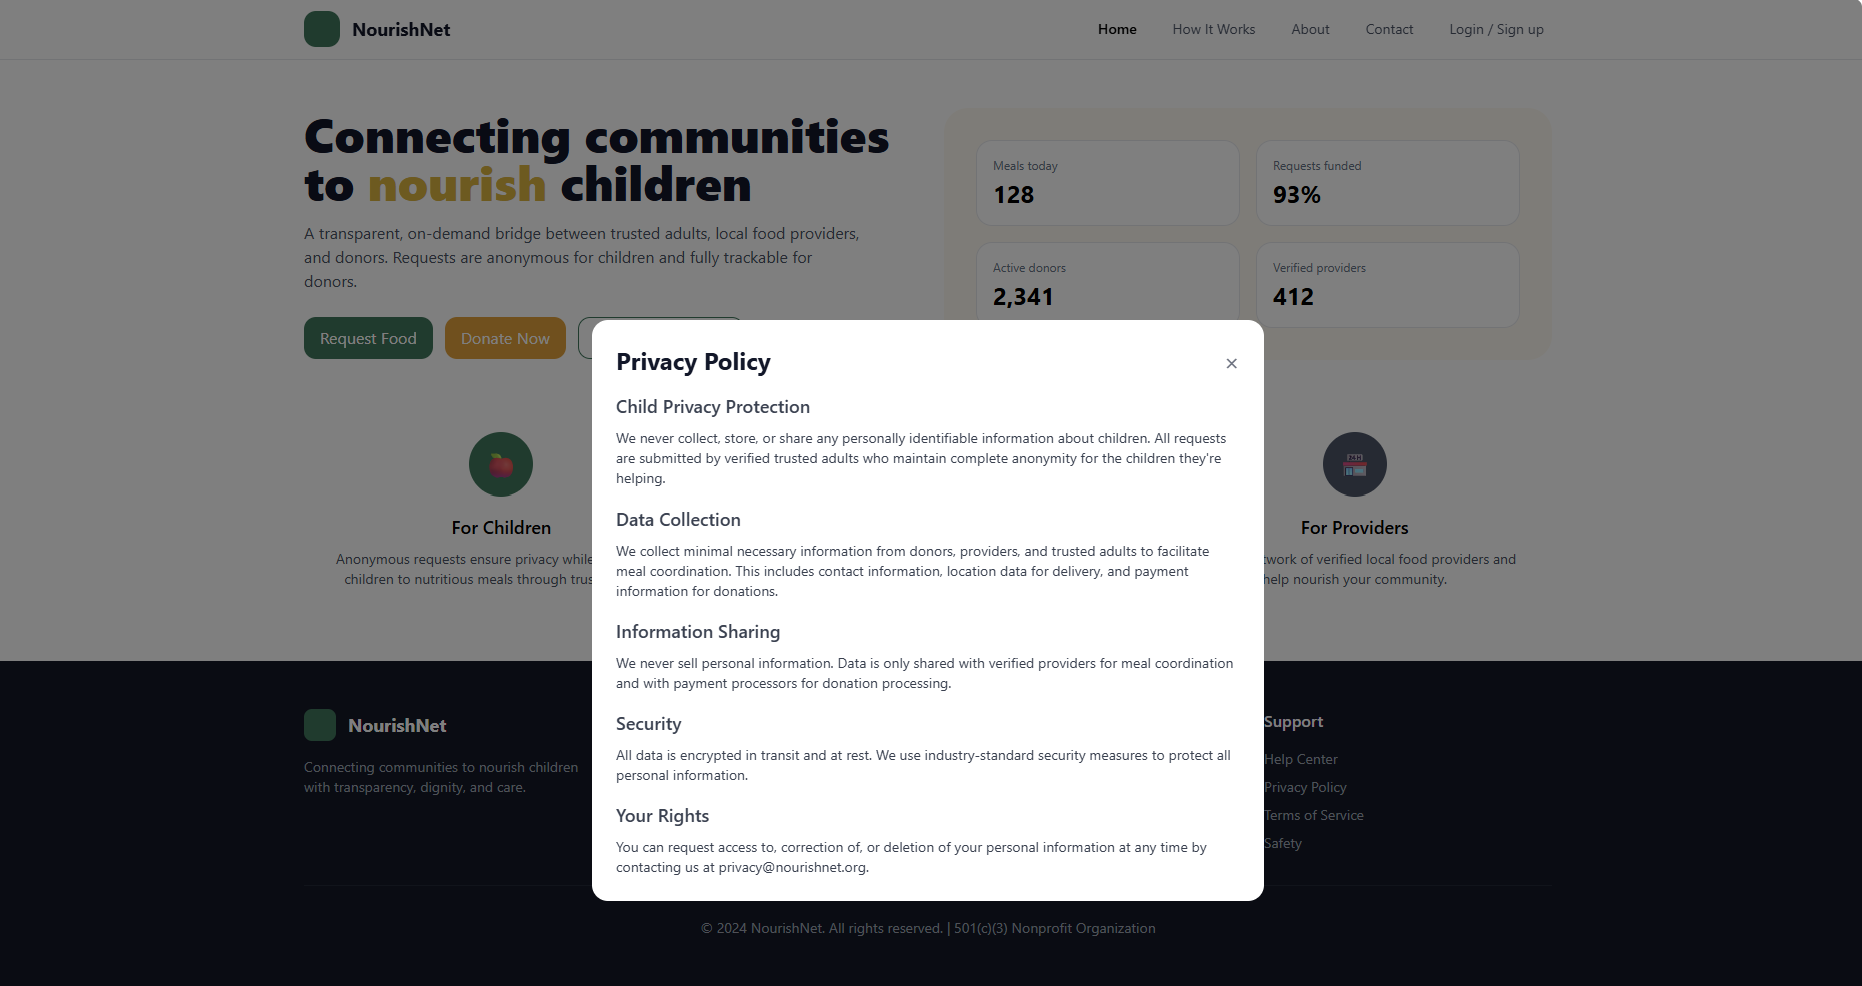 NourishNet
Home
How It Works
About
Contact
Login / Sign up
Connecting communities
to nourish children
A transparent, on-demand bridge between trusted adults, local food providers,
and donors. Requests are anonymous for children and fully trackable for
donors.
Request Food
Donate Now
Meals today
128
Requests funded
93%
Active donors
2,341
Verified providers
412
Privacy Policy
×
Child Privacy Protection
We never collect, store, or share any personally identifiable information about children. All requests
are submitted by verified trusted adults who maintain complete anonymity for the children they're
helping.
Data Collection
We collect minimal necessary information from donors, providers, and trusted adults to facilitate
meal coordination. This includes contact information, location data for delivery, and payment
information for donations.
Information Sharing
We never sell personal information. Data is only shared with verified providers for meal coordination
and with payment processors for donation processing.
Security
All data is encrypted in transit and at rest. We use industry-standard security measures to protect all
personal information.
Your Rights
You can request access to, correction of, or deletion of your personal information at any time by
contacting us at privacy@nourishnet.org.
For Children
Anonymous requests ensure privacy while
children to nutritious meals through
24H
For Providers
of verified local food providers and
help nourish your community.
NourishNet
Connecting communities to nourish children
with transparency, dignity, and care.
Support
Help Center
Privacy Policy
Terms of Service
Safety
© 2024 NourishNet. All rights reserved. | 501(c)(3) Nonprofit Organization